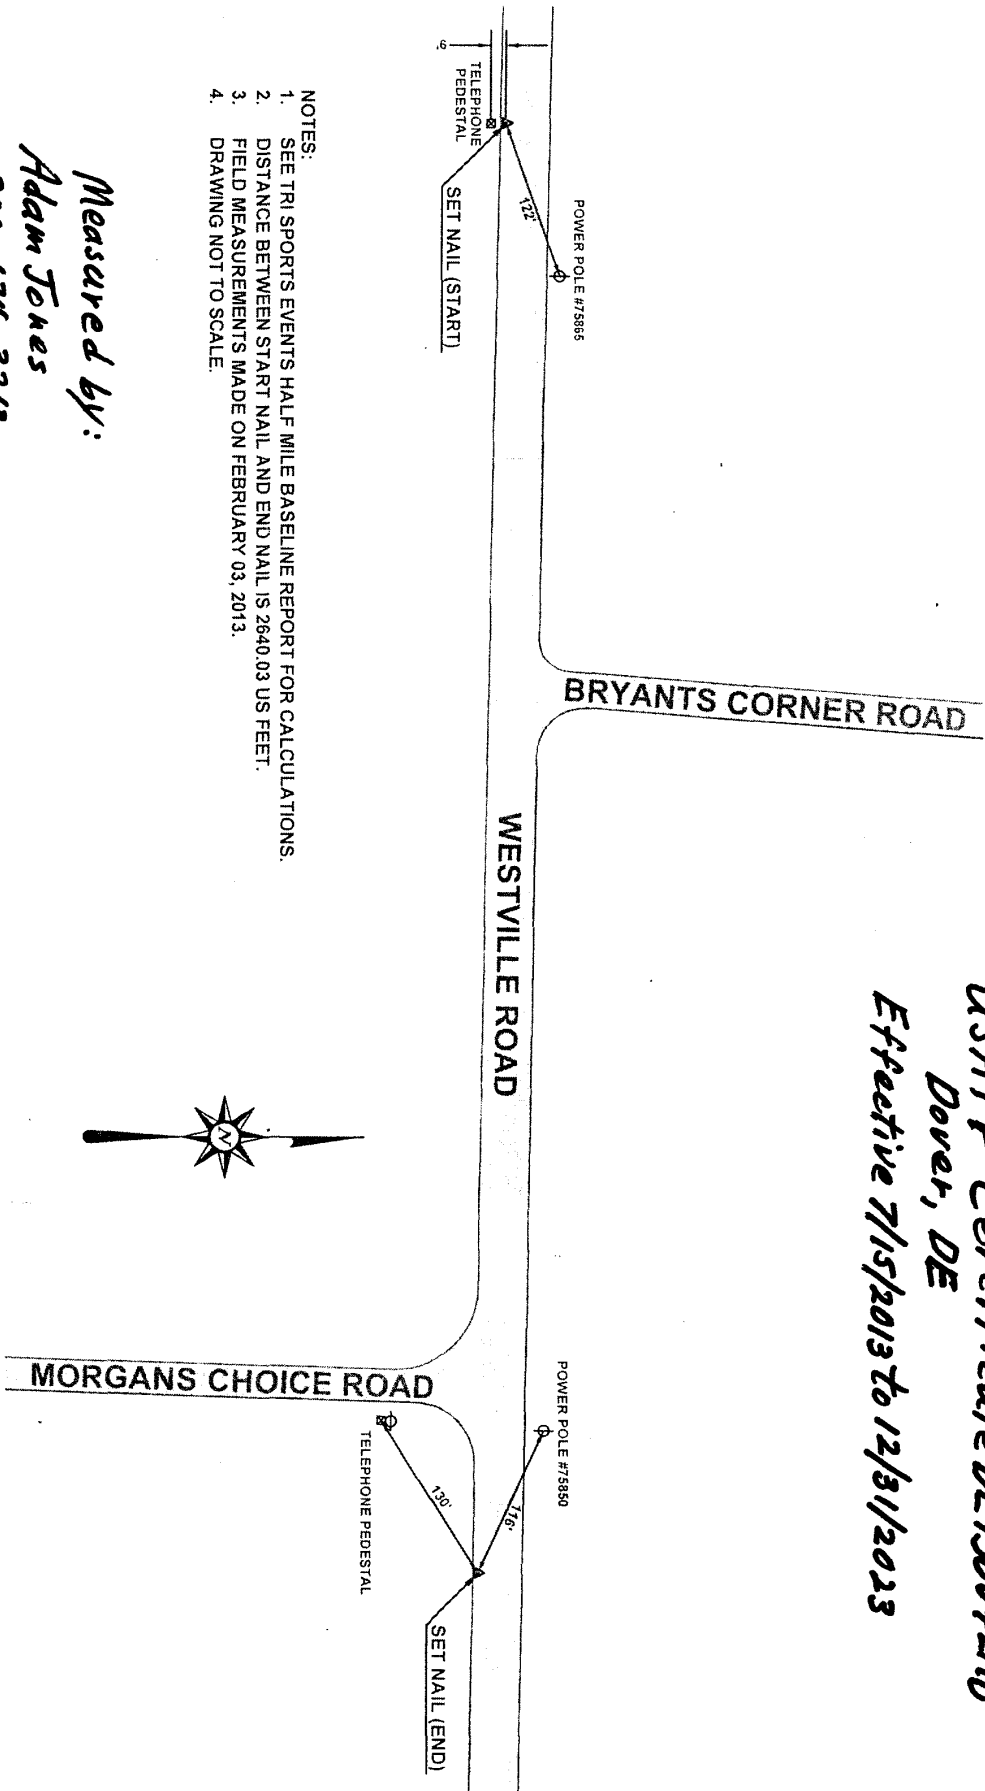 Dover, DE
Effective 7/15/2013 to 12/31/2023
BRYANTS CORNER ROAD
POWER POLE #75865
POWER POLE #75850
122'
116'
TELEPHONE
PEDESTAL
WESTVILLE ROAD
SET NAIL (START)
130'
SET NAIL (END)
MORGANS CHOICE ROAD
TELEPHONE PEDESTAL
N
NOTES:
1. SEE TRI SPORTS EVENTS HALF MILE BASELINE REPORT FOR CALCULATIONS.
2. DISTANCE BETWEEN START NAIL AND END NAIL IS 2640.03 US FEET.
3. FIELD MEASUREMENTS MADE ON FEBRUARY 03, 2013.
4. DRAWING NOT TO SCALE.
Measured by:
Adam Jones